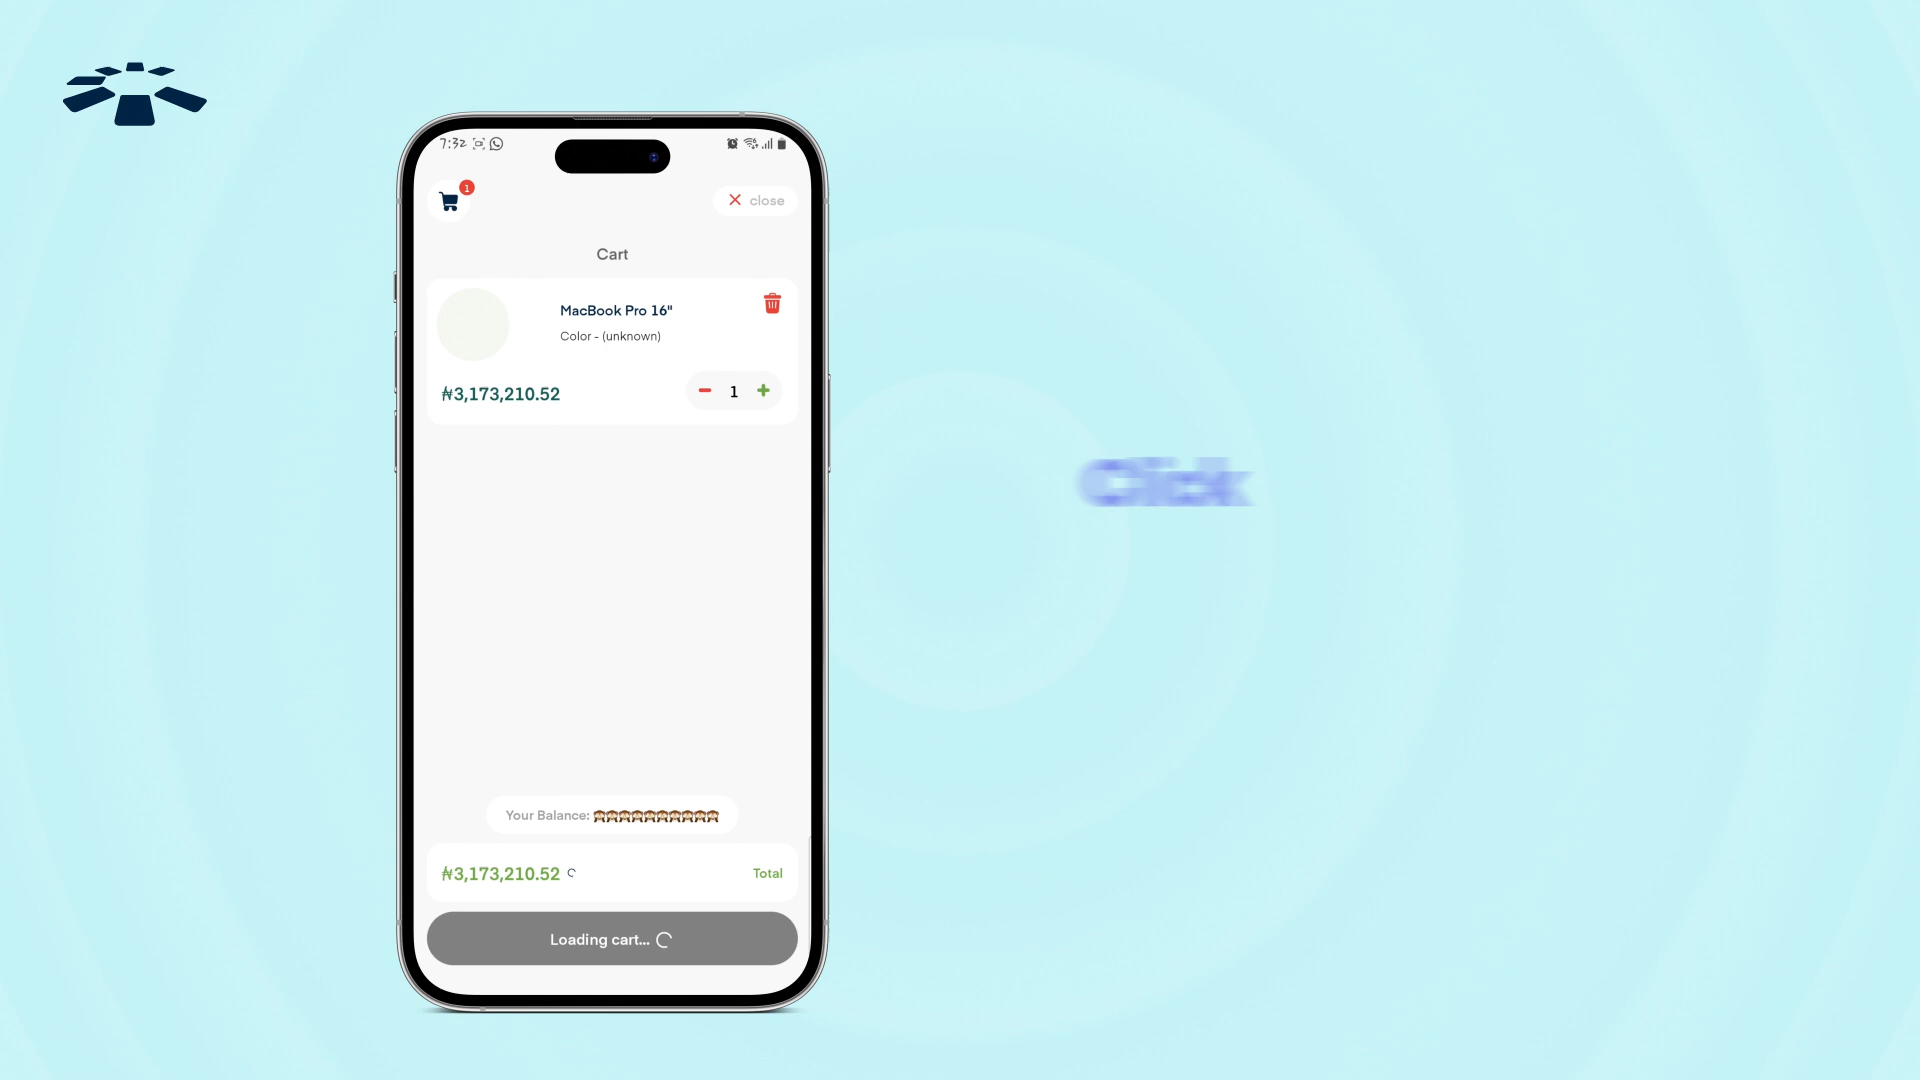 7:32
1
close
Cart
MacBook Pro 16"
Color - (unknown)
₦3,173,210.52
1
Click
Your Balance: 🙈🙈🙈🙈🙈🙈🙈🙈🙈🙈
₦3,173,210.52
Total
Loading cart...